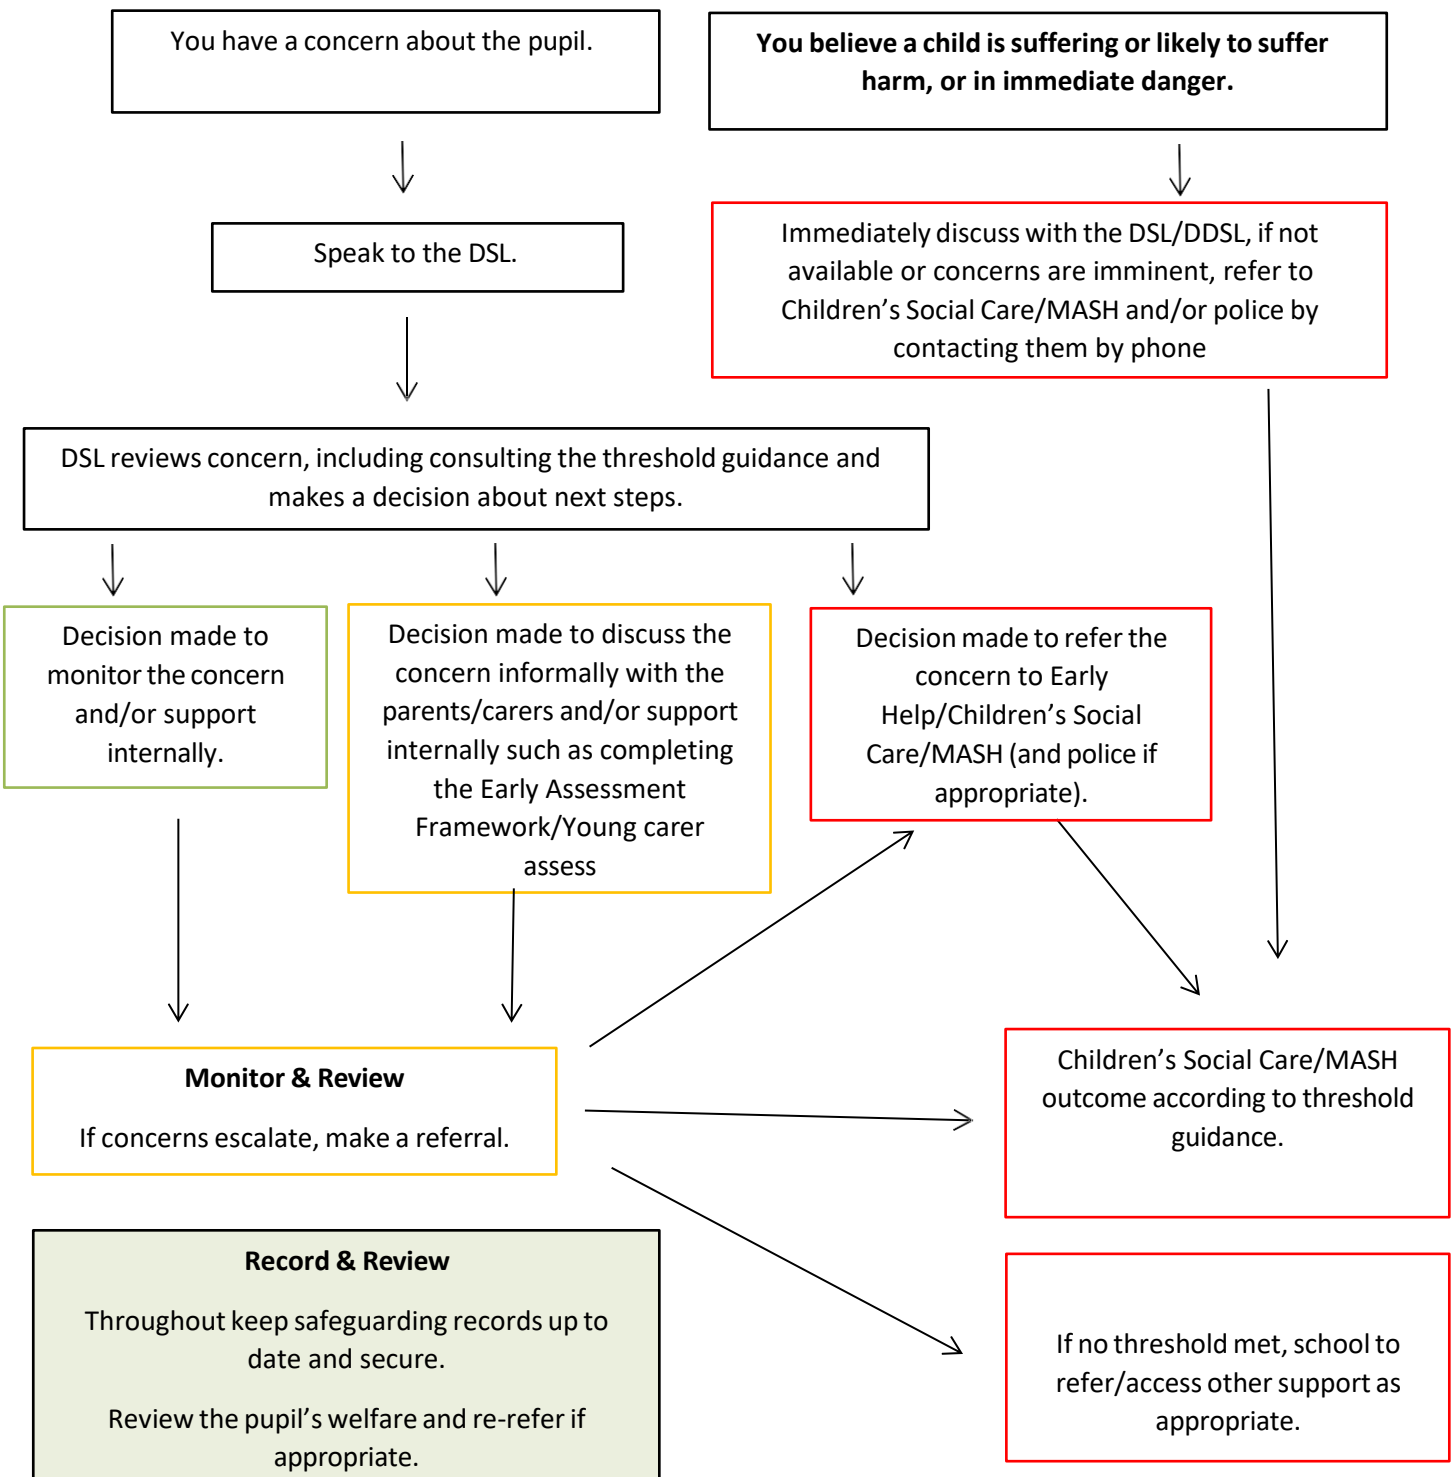 You have a concern about the pupil.
You believe a child is suffering or likely to suffer
harm, or in immediate danger.
Speak to the DSL.
Immediately discuss with the DSL/DDSL, if not
available or concerns are imminent, refer to
Children’s Social Care/MASH and/or police by
contacting them by phone
DSL reviews concern, including consulting the threshold guidance and
makes a decision about next steps.
Decision made to
monitor the concern
and/or support
internally.
Decision made to discuss the
concern informally with the
parents/carers and/or support
internally such as completing
the Early Assessment
Framework/Young carer
assess
Decision made to refer the
concern to Early
Help/Children’s Social
Care/MASH (and police if
appropriate).
Monitor & Review
If concerns escalate, make a referral.
Children’s Social Care/MASH
outcome according to threshold
guidance.
Record & Review
Throughout keep safeguarding records up to
date and secure.
Review the pupil’s welfare and re-refer if
appropriate.
If no threshold met, school to
refer/access other support as
appropriate.